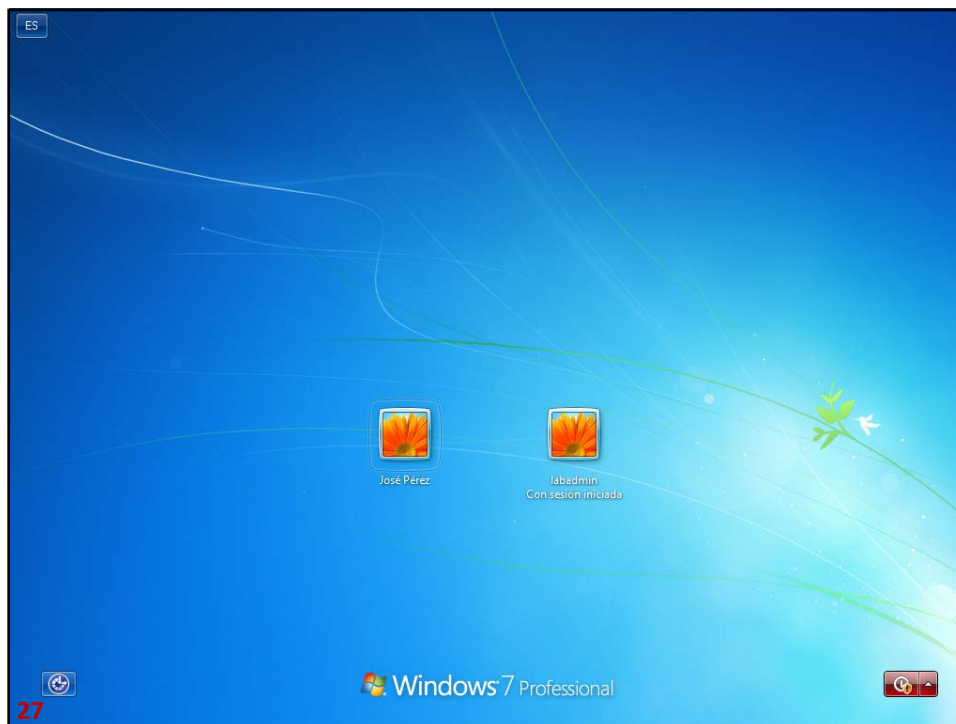 ES
José Pérez
labadmin
Con sesión iniciada
Windows 7 Professional
27